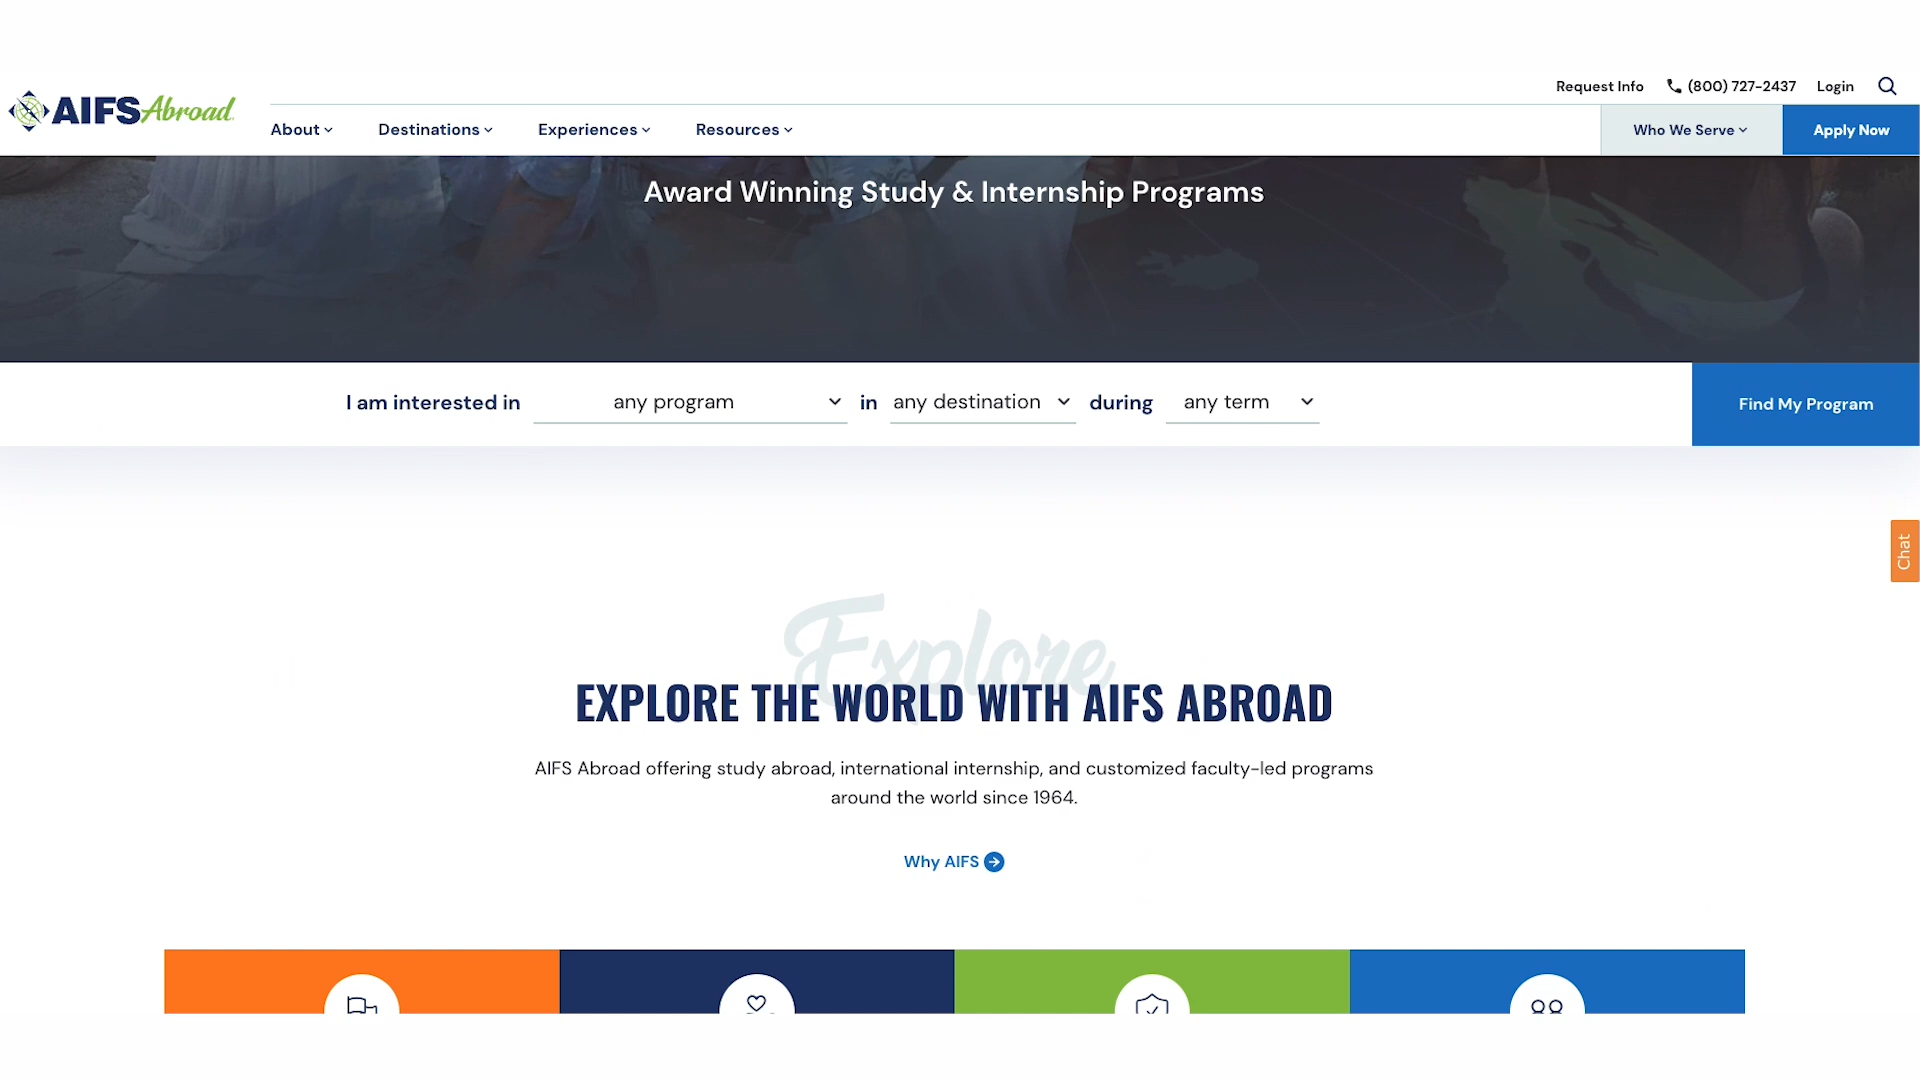 Request Info
(800) 727-2437
Login
AIFS Abroad
About
Destinations
Experiences
Resources
Who We Serve
Apply Now
Award Winning Study & Internship Programs
I am interested in any program in any destination during any term
Find My Program
Chat
Explore
EXPLORE THE WORLD WITH AIFS ABROAD
AIFS Abroad offering study abroad, international internship, and customized faculty-led programs
around the world since 1964.
Why AIFS